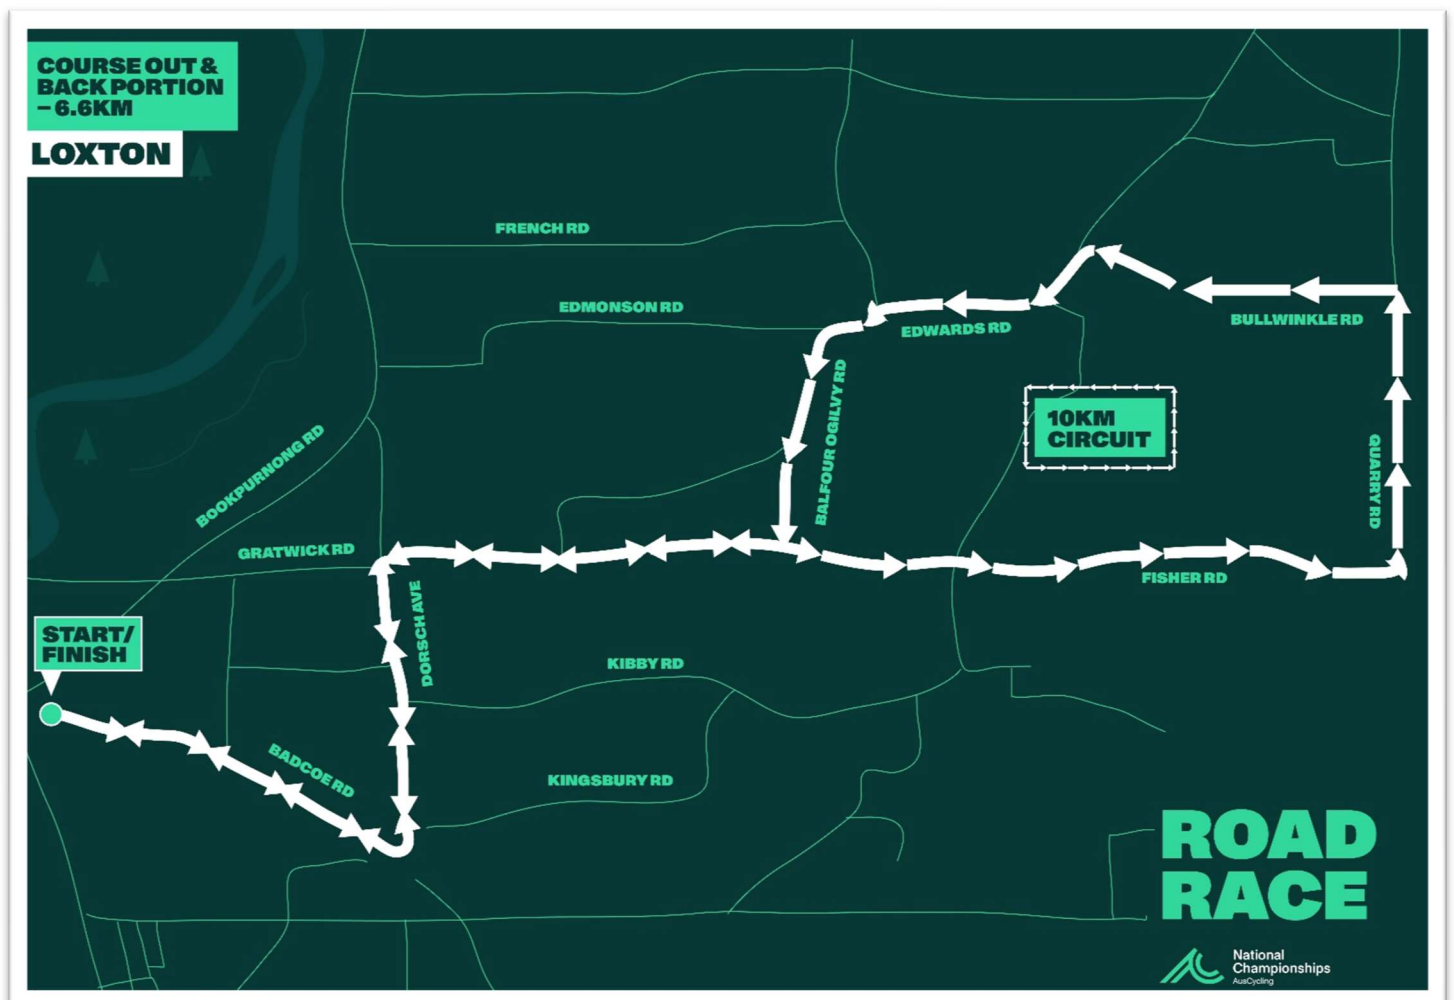 COURSE OUT &
BACK PORTION
– 6.6KM
LOXTON
FRENCH RD
EDMONSON RD
EDWARDS RD
BULLWINKLE RD
BALFOUR OGILVY RD
10KM
CIRCUIT
QUARRY RD
BOOKPURNONG RD
GRATWICK RD
FISHER RD
DORSCH AVE
START/
FINISH
KIBBY RD
BADCOE RD
KINGSBURY RD
ROAD
RACE
National
Championships
AusCycling